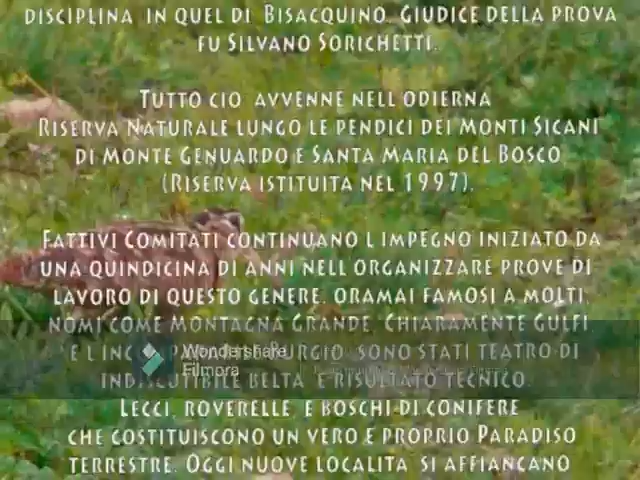 DISCIPLINA IN QUEL DI BISACQUINO. GIUDICE DELLA PROVA
FU SILVANO SORICHETTI.
TUTTO CIO AVVENNE NELL ODIERNA
RISERVA NATURALE LUNGO LE PENDICI DEI MONTI SICANI
DI MONTE GENUARDO E SANTA MARIA DEL BOSCO
(RISERVA ISTITUITA NEL 1997).
FATTIVI COMITATI CONTINUANO L IMPEGNO INIZIATO DA
UNA QUINDICINA DI ANNI NELL ORGANIZZARE PROVE DI
LAVORO DI QUESTO GENERE. ORAMAI FAMOSI A MOLTI,
NOMI COME MONTAGNA GRANDE, CHIARAMENTE GULFI,
E L BURGIO SONO STATI TEATRO DI
Wondershare
Filmora
INDISCUTIBILE BELTA E RISULTATO TECNICO.
LECCI, ROVERELLE, E BOSCHI DI CONIFERE
CHE COSTITUISCONO UN VERO E PROPRIO PARADISO
TERRESTRE. OGGI NUOVE LOCALITA SI AFFIANCANO